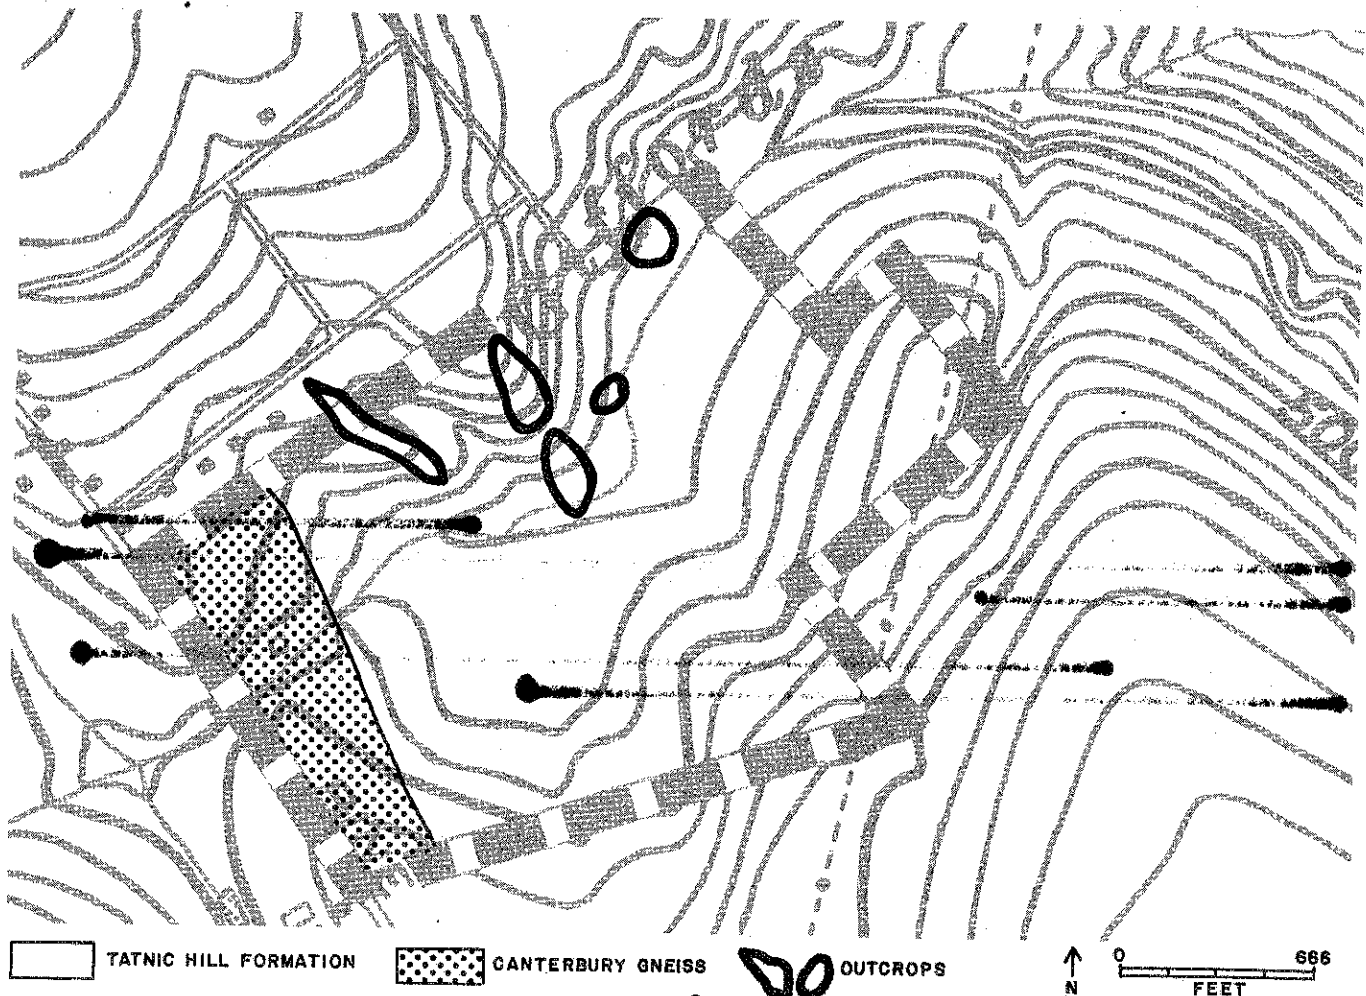 TATNIC HILL FORMATION
CANTERBURY GNEISS
OUTCROPS
N
0 666
FEET